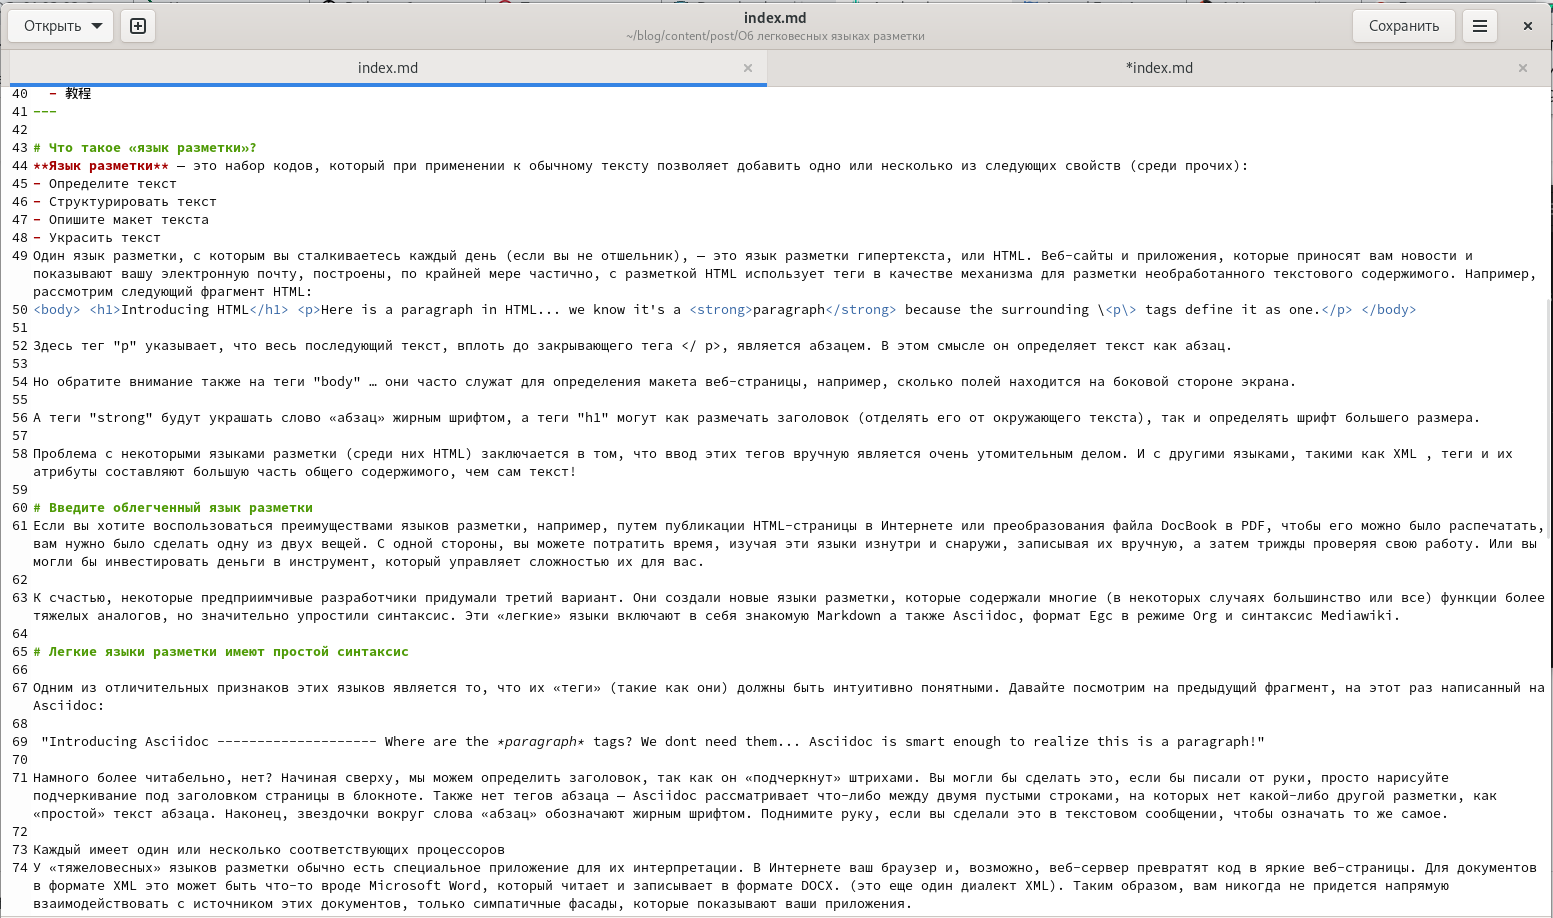 Открыть
index.md
~/blog/content/post/Об легковесных языках разметки
Сохранить
index.md
*index.md
40 - 教程
41 ---
42
43 # Что такое «язык разметки»?
44 **Язык разметки** — это набор кодов, который при применении к обычному тексту позволяет добавить одно или несколько из следующих свойств (среди прочих):
45 - Определите текст
46 - Структурировать текст
47 - Опишите макет текста
48 - Украсить текст
49 Один язык разметки, с которым вы сталкиваетесь каждый день (если вы не отшельник), — это язык разметки гипертекста, или HTML. Веб-сайты и приложения, которые приносят вам новости и
показывают вашу электронную почту, построены, по крайней мере частично, с разметкой HTML использует теги в качестве механизма для разметки необработанного текстового содержимого. Например,
рассмотрим следующий фрагмент HTML:
50 <body> <h1>Introducing HTML</h1> <p>Here is a paragraph in HTML... we know it's a <strong>paragraph</strong> because the surrounding \<p\> tags define it as one.</p> </body>
51
52 Здесь тег "p" указывает, что весь последующий текст, вплоть до закрывающего тега </ p>, является абзацем. В этом смысле он определяет текст как абзац.
53
54 Но обратите внимание также на теги "body" … они часто служат для определения макета веб-страницы, например, сколько полей находится на боковой стороне экрана.
55
56 А теги "strong" будут украшать слово «абзац» жирным шрифтом, а теги "h1" могут как размечать заголовок (отделять его от окружающего текста), так и определять шрифт большего размера.
57
58 Проблема с некоторыми языками разметки (среди них HTML) заключается в том, что ввод этих тегов вручную является очень утомительным делом. И с другими языками, такими как XML , теги и их
атрибуты составляют большую часть общего содержимого, чем сам текст!
59
60 # Введите облегченный язык разметки
61 Если вы хотите воспользоваться преимуществами языков разметки, например, путем публикации HTML-страницы в Интернете или преобразования файла DocBook в PDF, чтобы его можно было распечатать,
вам нужно было сделать одну из двух вещей. С одной стороны, вы можете потратить время, изучая эти языки изнутри и снаружи, записывая их вручную, а затем трижды проверяя свою работу. Или вы
могли бы инвестировать деньги в инструмент, который управляет сложностью их для вас.
62
63 К счастью, некоторые предприимчивые разработчики придумали третий вариант. Они создали новые языки разметки, которые содержали многие (в некоторых случаях большинство или все) функции более
тяжелых аналогов, но значительно упростили синтаксис. Эти «легкие» языки включают в себя знакомую Markdown а также Asciidoc, формат Egc в режиме Org и синтаксис Mediawiki.
64
65 # Легкие языки разметки имеют простой синтаксис
66
67 Одним из отличительных признаков этих языков является то, что их «теги» (такие как они) должны быть интуитивно понятными. Давайте посмотрим на предыдущий фрагмент, на этот раз написанный на
Asciidoc:
68
69 "Introducing Asciidoc -------------------- Where are the *paragraph* tags? We dont need them... Asciidoc is smart enough to realize this is a paragraph!"
70
71 Намного более читабельно, нет? Начиная сверху, мы можем определить заголовок, так как он «подчеркнут» штрихами. Вы могли бы сделать это, если бы писали от руки, просто нарисуйте
подчеркивание под заголовком страницы в блокноте. Также нет тегов абзаца — Asciidoc рассматривает что-либо между двумя пустыми строками, на которых нет какой-либо другой разметки, как
«простой» текст абзаца. Наконец, звездочки вокруг слова «абзац» обозначают жирным шрифтом. Поднимите руку, если вы сделали это в текстовом сообщении, чтобы означать то же самое.
72
73 Каждый имеет один или несколько соответствующих процессоров
74 У «тяжеловесных» языков разметки обычно есть специальное приложение для их интерпретации. В Интернете ваш браузер и, возможно, веб-сервер превратят код в яркие веб-страницы. Для документов
в формате XML это может быть что-то вроде Microsoft Word, который читает и записывает в формате DOCX. (это еще один диалект XML). Таким образом, вам никогда не придется напрямую
взаимодействовать с источником этих документов, только симпатичные фасады, которые показывают ваши приложения.